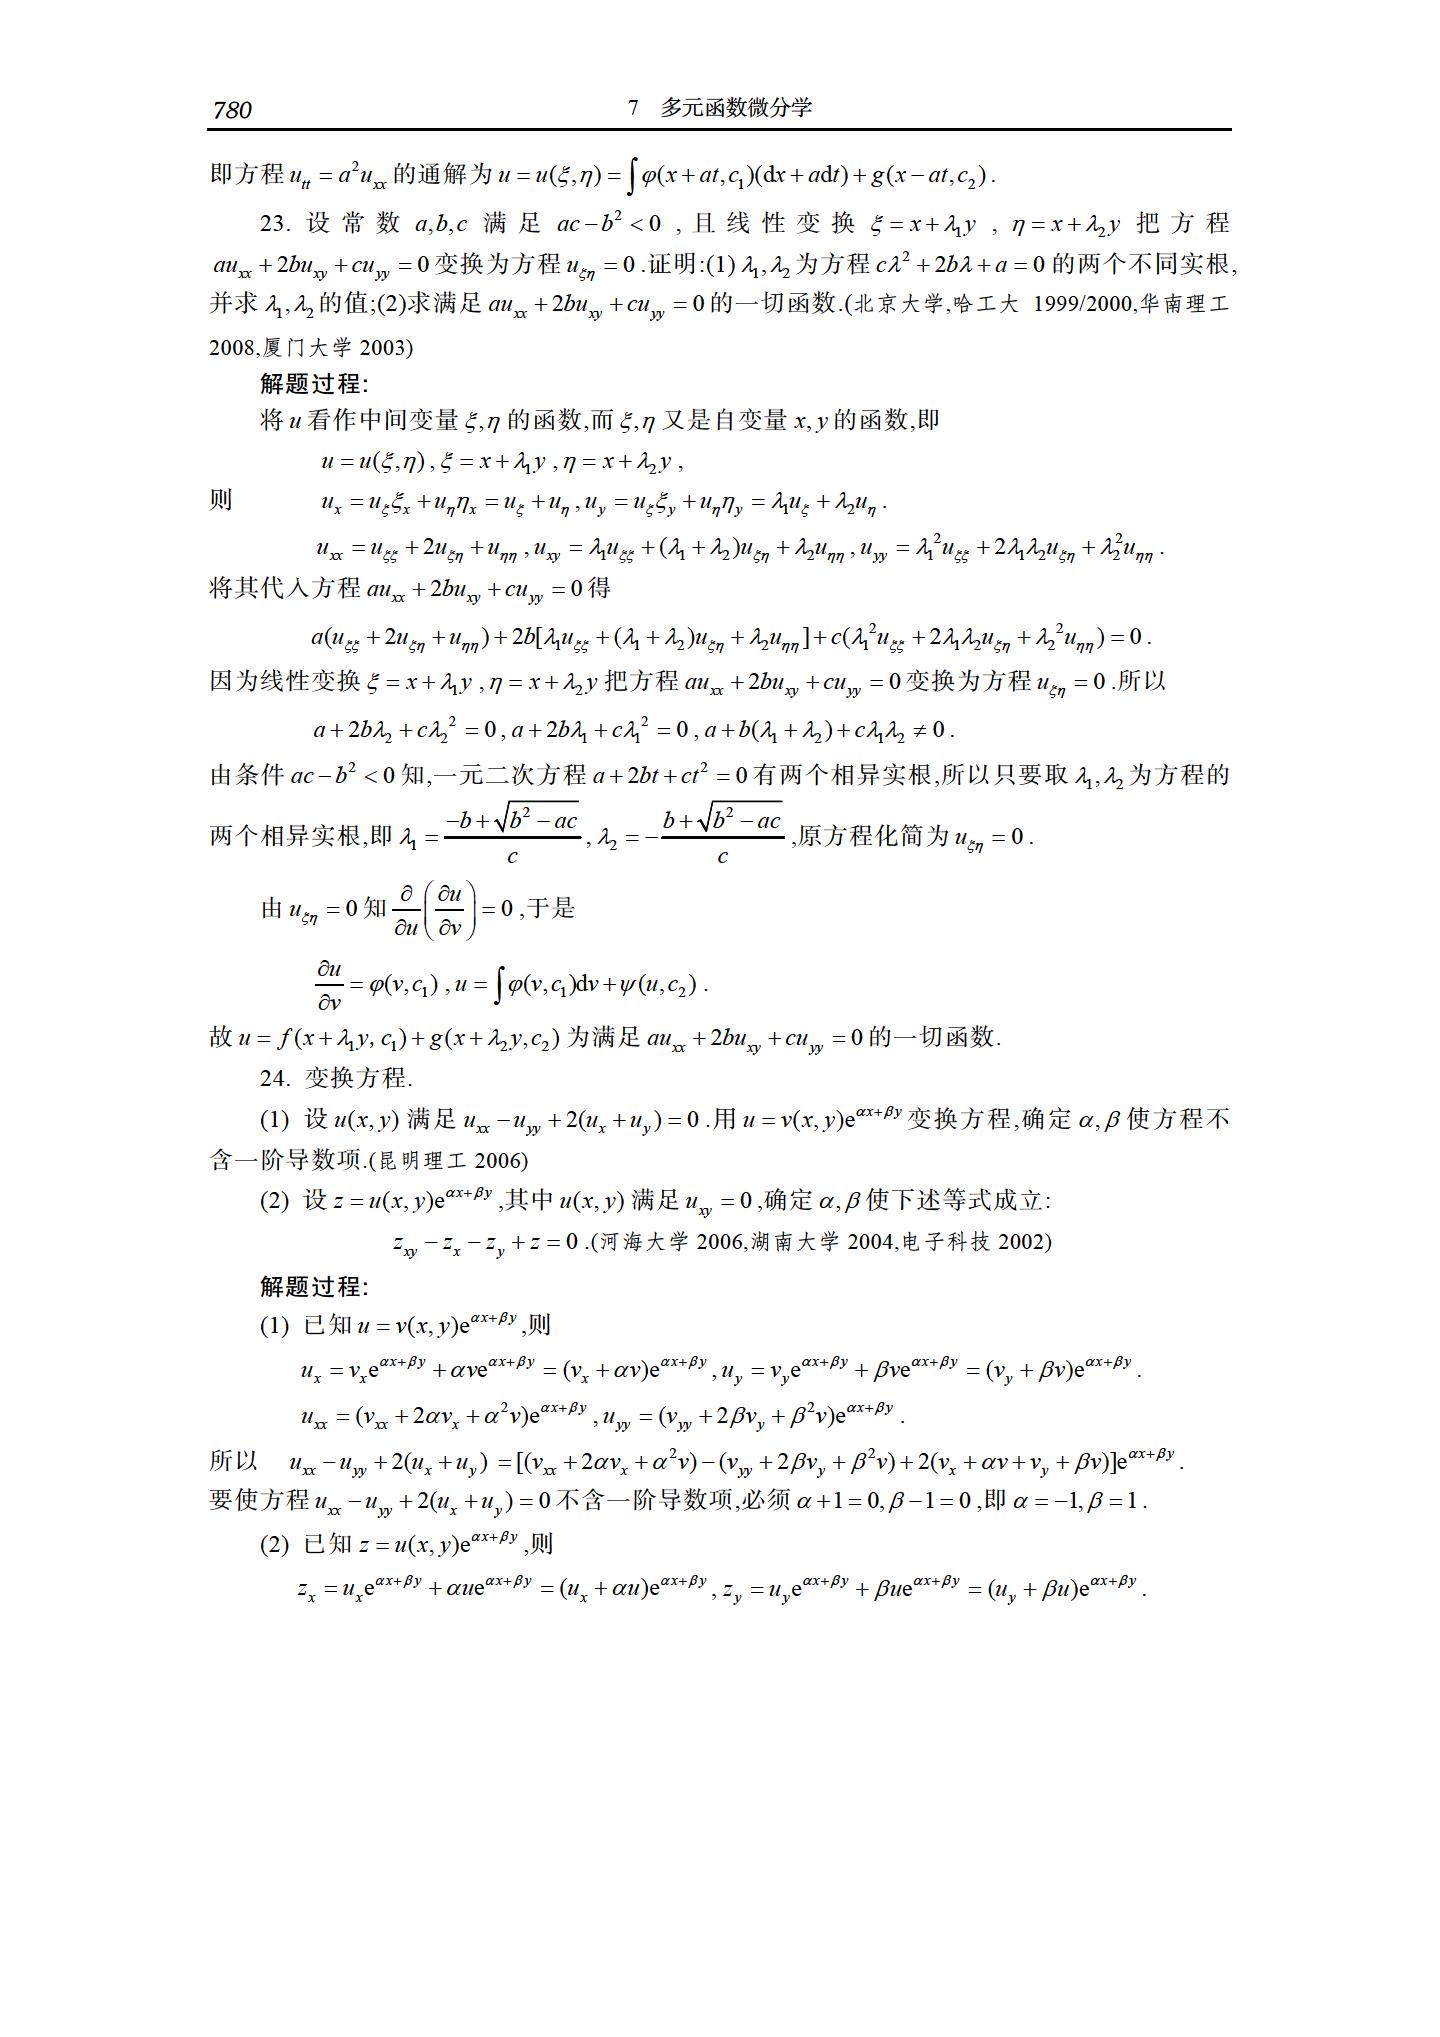 780 7 多元函数微分学
即方程 $u_{tt}=a^2u_{xx}$ 的通解为 $u=u(\xi,\eta)=\int\varphi(x+at,c_1)(\mathrm{d}x+a\mathrm{d}t)+g(x-at,c_2)$.
23. 设常数 $a,b,c$ 满足 $ac-b^2<0$ ,且线性变换 $\xi=x+\lambda_1y$ , $\eta=x+\lambda_2y$ 把方程
$au_{xx}+2bu_{xy}+cu_{yy}=0$ 变换为方程 $u_{\zeta\eta}=0$ .证明:(1) $\lambda_1,\lambda_2$ 为方程 $c\lambda^2+2b\lambda+a=0$ 的两个不同实根,
并求 $\lambda_1,\lambda_2$ 的值;(2)求满足 $au_{xx}+2bu_{xy}+cu_{yy}=0$ 的一切函数.(北京大学,哈工大 1999/2000,华南理工
2008,厦门大学 2003)
解题过程:
将 $u$ 看作中间变量 $\xi,\eta$ 的函数,而 $\xi,\eta$ 又是自变量 $x,y$ 的函数,即
$u=u(\xi,\eta)$ , $\xi=x+\lambda_1y$ , $\eta=x+\lambda_2y$ ,
则 $u_x=u_\zeta\xi_x+u_\eta\eta_x=u_\zeta+u_\eta$ , $u_y=u_\zeta\xi_y+u_\eta\eta_y=\lambda_1u_\zeta+\lambda_2u_\eta$ .
$u_{xx}=u_{\zeta\zeta}+2u_{\zeta\eta}+u_{\eta\eta}$ , $u_{xy}=\lambda_1u_{\zeta\zeta}+(\lambda_1+\lambda_2)u_{\zeta\eta}+\lambda_2u_{\eta\eta}$ , $u_{yy}=\lambda_1^2u_{\zeta\zeta}+2\lambda_1\lambda_2u_{\zeta\eta}+\lambda_2^2u_{\eta\eta}$ .
将其代入方程 $au_{xx}+2bu_{xy}+cu_{yy}=0$ 得
$a(u_{\zeta\zeta}+2u_{\zeta\eta}+u_{\eta\eta})+2b[\lambda_1u_{\zeta\zeta}+(\lambda_1+\lambda_2)u_{\zeta\eta}+\lambda_2u_{\eta\eta}]+c(\lambda_1^2u_{\zeta\zeta}+2\lambda_1\lambda_2u_{\zeta\eta}+\lambda_2^2u_{\eta\eta})=0$ .
因为线性变换 $\xi=x+\lambda_1y$ , $\eta=x+\lambda_2y$ 把方程 $au_{xx}+2bu_{xy}+cu_{yy}=0$ 变换为方程 $u_{\zeta\eta}=0$ .所以
$a+2b\lambda_2+c\lambda_2^2=0$ , $a+2b\lambda_1+c\lambda_1^2=0$ , $a+b(\lambda_1+\lambda_2)+c\lambda_1\lambda_2\neq0$ .
由条件 $ac-b^2<0$ 知,一元二次方程 $a+2bt+ct^2=0$ 有两个相异实根,所以只要取 $\lambda_1,\lambda_2$ 为方程的
两个相异实根,即 $\lambda_1=\frac{-b+\sqrt{b^2-ac}}{c}$ , $\lambda_2=-\frac{b+\sqrt{b^2-ac}}{c}$ ,原方程化简为 $u_{\zeta\eta}=0$ .
由 $u_{\zeta\eta}=0$ 知 $\frac{\partial}{\partial u}\left(\frac{\partial u}{\partial v}\right)=0$ ,于是
$\frac{\partial u}{\partial v}=\varphi(v,c_1)$ , $u=\int\varphi(v,c_1)\mathrm{d}v+\psi(u,c_2)$ .
故 $u=f(x+\lambda_1y,c_1)+g(x+\lambda_2y,c_2)$ 为满足 $au_{xx}+2bu_{xy}+cu_{yy}=0$ 的一切函数.
24. 变换方程.
(1) 设 $u(x,y)$ 满足 $u_{xx}-u_{yy}+2(u_x+u_y)=0$ .用 $u=v(x,y)\mathrm{e}^{\alpha x+\beta y}$ 变换方程,确定 $\alpha,\beta$ 使方程不
含一阶导数项.(昆明理工 2006)
(2) 设 $z=u(x,y)\mathrm{e}^{\alpha x+\beta y}$ ,其中 $u(x,y)$ 满足 $u_{xy}=0$ ,确定 $\alpha,\beta$ 使下述等式成立:
$z_{xy}-z_x-z_y+z=0$ .(河海大学 2006,湖南大学 2004,电子科技 2002)
解题过程:
(1) 已知 $u=v(x,y)\mathrm{e}^{\alpha x+\beta y}$ ,则
$u_x=v_x\mathrm{e}^{\alpha x+\beta y}+\alpha v\mathrm{e}^{\alpha x+\beta y}=(v_x+\alpha v)\mathrm{e}^{\alpha x+\beta y}$ , $u_y=v_y\mathrm{e}^{\alpha x+\beta y}+\beta v\mathrm{e}^{\alpha x+\beta y}=(v_y+\beta v)\mathrm{e}^{\alpha x+\beta y}$ .
$u_{xx}=(v_{xx}+2\alpha v_x+\alpha^2v)\mathrm{e}^{\alpha x+\beta y}$ , $u_{yy}=(v_{yy}+2\beta v_y+\beta^2v)\mathrm{e}^{\alpha x+\beta y}$ .
所以 $u_{xx}-u_{yy}+2(u_x+u_y)=[(v_{xx}+2\alpha v_x+\alpha^2v)-(v_{yy}+2\beta v_y+\beta^2v)+2(v_x+\alpha v+v_y+\beta v)]\mathrm{e}^{\alpha x+\beta y}$ .
要使方程 $u_{xx}-u_{yy}+2(u_x+u_y)=0$ 不含一阶导数项,必须 $\alpha+1=0,\beta-1=0$ ,即 $\alpha=-1,\beta=1$ .
(2) 已知 $z=u(x,y)\mathrm{e}^{\alpha x+\beta y}$ ,则
$z_x=u_x\mathrm{e}^{\alpha x+\beta y}+\alpha u\mathrm{e}^{\alpha x+\beta y}=(u_x+\alpha u)\mathrm{e}^{\alpha x+\beta y}$ , $z_y=u_y\mathrm{e}^{\alpha x+\beta y}+\beta u\mathrm{e}^{\alpha x+\beta y}=(u_y+\beta u)\mathrm{e}^{\alpha x+\beta y}$ .